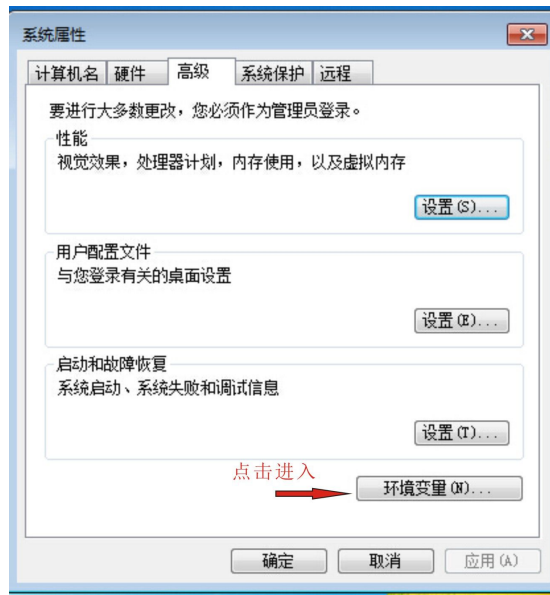 系统属性
计算机名 硬件 高级 系统保护 远程
要进行大多数更改，您必须作为管理员登录。
性能
视觉效果，处理器计划，内存使用，以及虚拟内存
设置(S)...
用户配置文件
与您登录有关的桌面设置
设置(E)...
启动和故障恢复
系统启动、系统失败和调试信息
设置(T)...
点击进入
环境变量(N)...
确定 取消 应用(A)